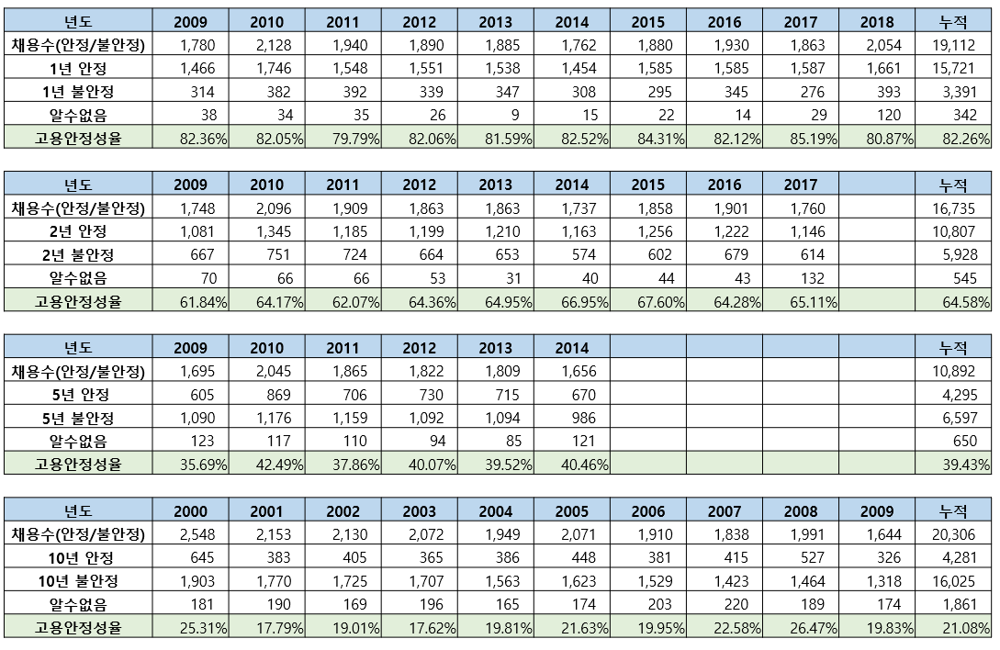 년도 2009 2010 2011 2012 2013 2014 2015 2016 2017 2018 누적
채용수(안정/불안정) 1,780 2,128 1,940 1,890 1,885 1,762 1,880 1,930 1,863 2,054 19,112
1년 안정 1,466 1,746 1,548 1,551 1,538 1,454 1,585 1,585 1,587 1,661 15,721
1년 불안정 314 382 392 339 347 308 295 345 276 393 3,391
알수없음 38 34 35 26 9 15 22 14 29 120 342
고용안정성율 82.36% 82.05% 79.79% 82.06% 81.59% 82.52% 84.31% 82.12% 85.19% 80.87% 82.26%
년도 2009 2010 2011 2012 2013 2014 2015 2016 2017 누적
채용수(안정/불안정) 1,748 2,096 1,909 1,863 1,863 1,737 1,858 1,901 1,760 16,735
2년 안정 1,081 1,345 1,185 1,199 1,210 1,163 1,256 1,222 1,146 10,807
2년 불안정 667 751 724 664 653 574 602 679 614 5,928
알수없음 70 66 66 53 31 40 44 43 132 545
고용안정성율 61.84% 64.17% 62.07% 64.36% 64.95% 66.95% 67.60% 64.28% 65.11% 64.58%
년도 2009 2010 2011 2012 2013 2014 누적
채용수(안정/불안정) 1,695 2,045 1,865 1,822 1,809 1,656 10,892
5년 안정 605 869 706 730 715 670 4,295
5년 불안정 1,090 1,176 1,159 1,092 1,094 986 6,597
알수없음 123 117 110 94 85 121 650
고용안정성율 35.69% 42.49% 37.86% 40.07% 39.52% 40.46% 39.43%
년도 2000 2001 2002 2003 2004 2005 2006 2007 2008 2009 누적
채용수(안정/불안정) 2,548 2,153 2,130 2,072 1,949 2,071 1,910 1,838 1,991 1,644 20,306
10년 안정 645 383 405 365 386 448 381 415 527 326 4,281
10년 불안정 1,903 1,770 1,725 1,707 1,563 1,623 1,529 1,423 1,464 1,318 16,025
알수없음 181 190 169 196 165 174 203 220 189 174 1,861
고용안정성율 25.31% 17.79% 19.01% 17.62% 19.81% 21.63% 19.95% 22.58% 26.47% 19.83% 21.08%